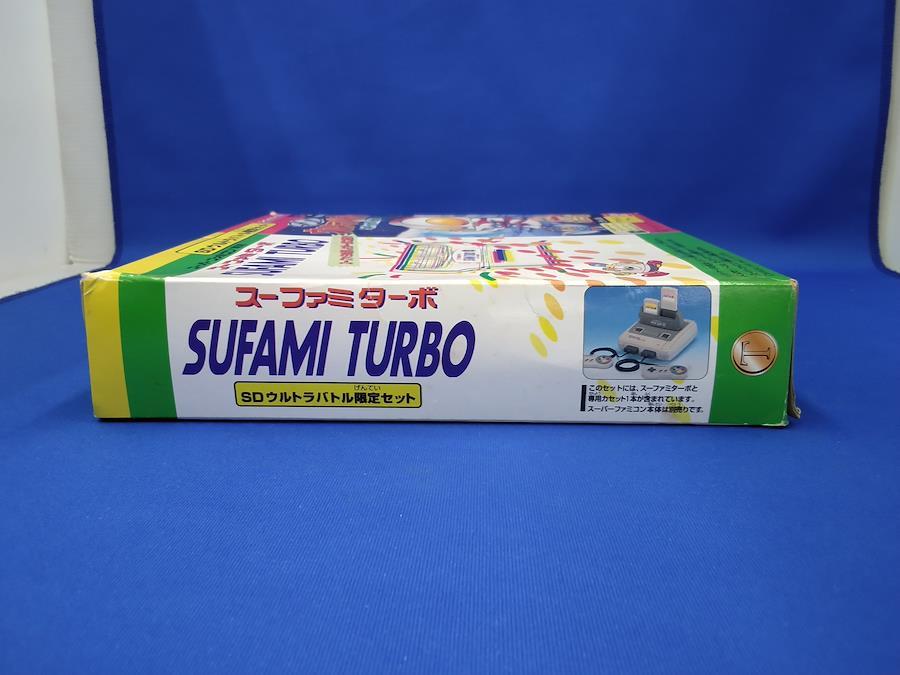 スーファミターボ
SUFAMI TURBO
げんてい
SDウルトラバトル限定セット
このセットには、スーファミターボと
専用カセット1本が含まれています。
スーパーファミコン本体は別売りです。
SUFAMI TURBO